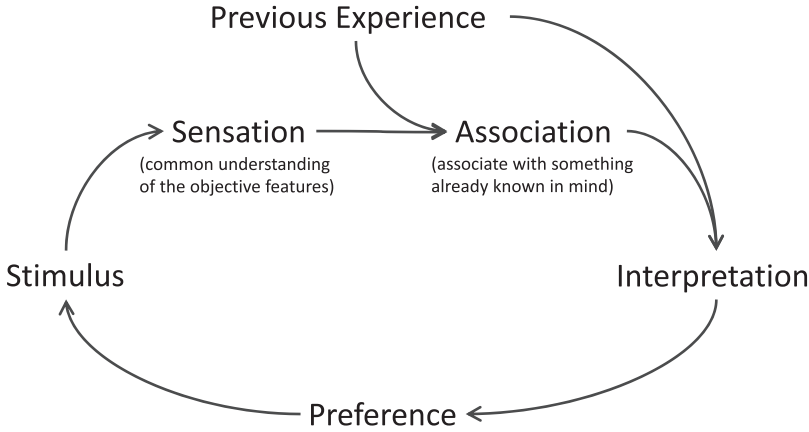 Previous Experience
Sensation
(common understanding
of the objective features)
Association
(associate with something
already known in mind)
Stimulus
Interpretation
Preference